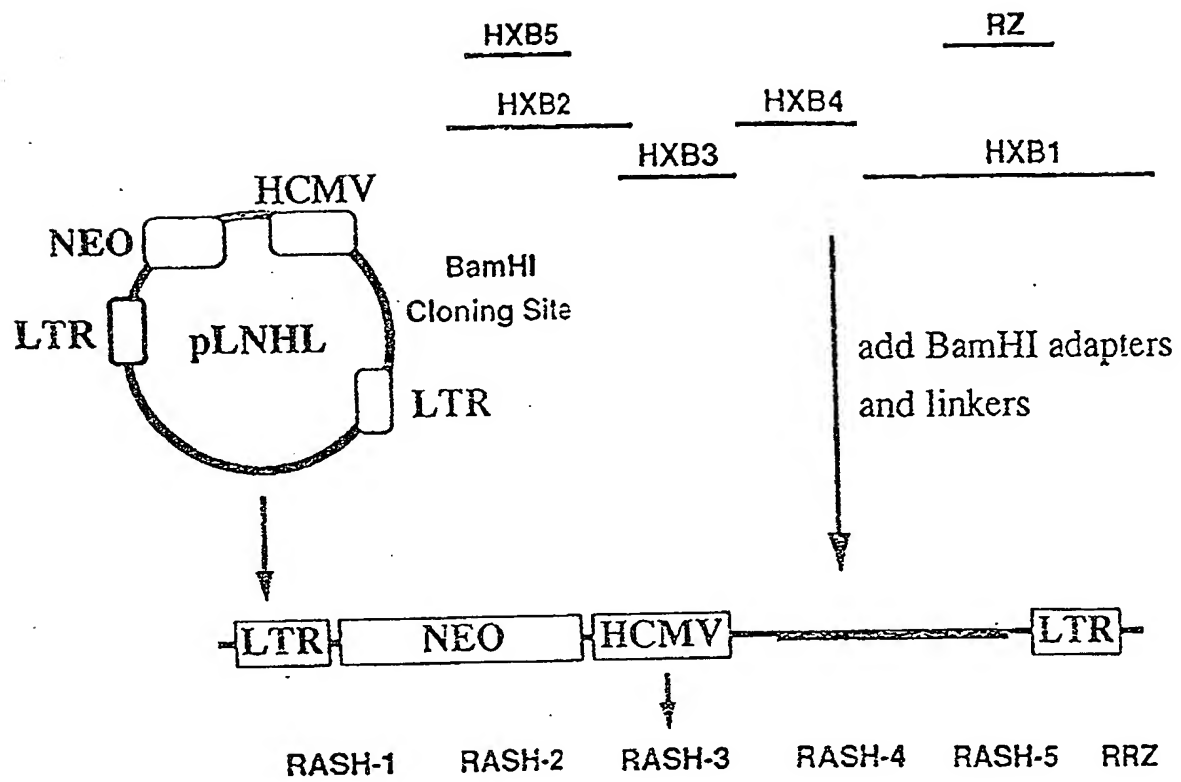 HXB5
RZ
HXB2
HXB4
HXB3
HXB1
HCMV
NEO
BamHI
Cloning Site
LTR
pLNHL
add BamHI adapters
and linkers
LTR
LTR
NEO
HCMV
LTR
RASH-1
RASH-2
RASH-3
RASH-4
RASH-5
RRZ